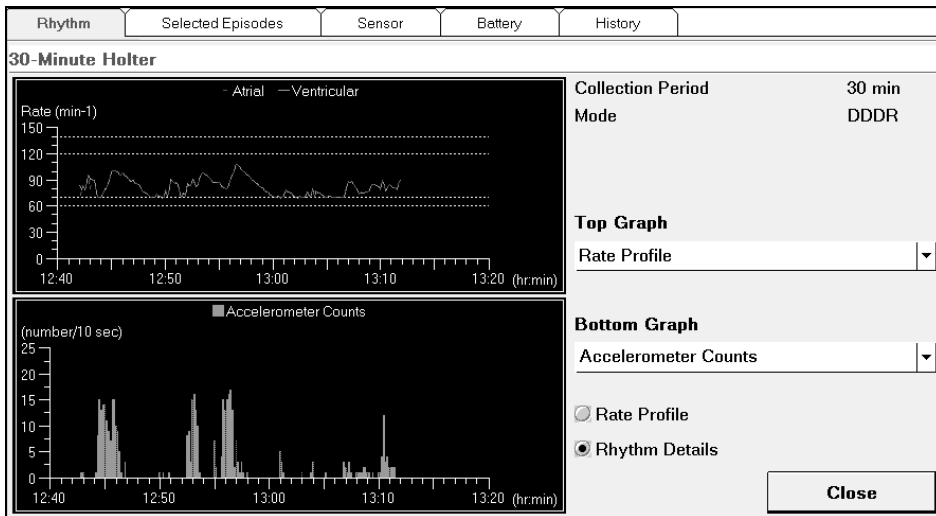 Rhythm Selected Episodes Sensor Battery History
30-Minute Holter
- Atrial — Ventricular
Rate (min-1)
150
120
90
60
30
0
12:40 12:50 13:00 13:10 13:20 (hr:min)
Accelerometer Counts
(number/10 sec)
25
20
15
10
5
0
12:40 12:50 13:00 13:10 13:20 (hr:min)
Collection Period 30 min
Mode DDDR
Top Graph
Rate Profile
Bottom Graph
Accelerometer Counts
Rate Profile
Rhythm Details
Close